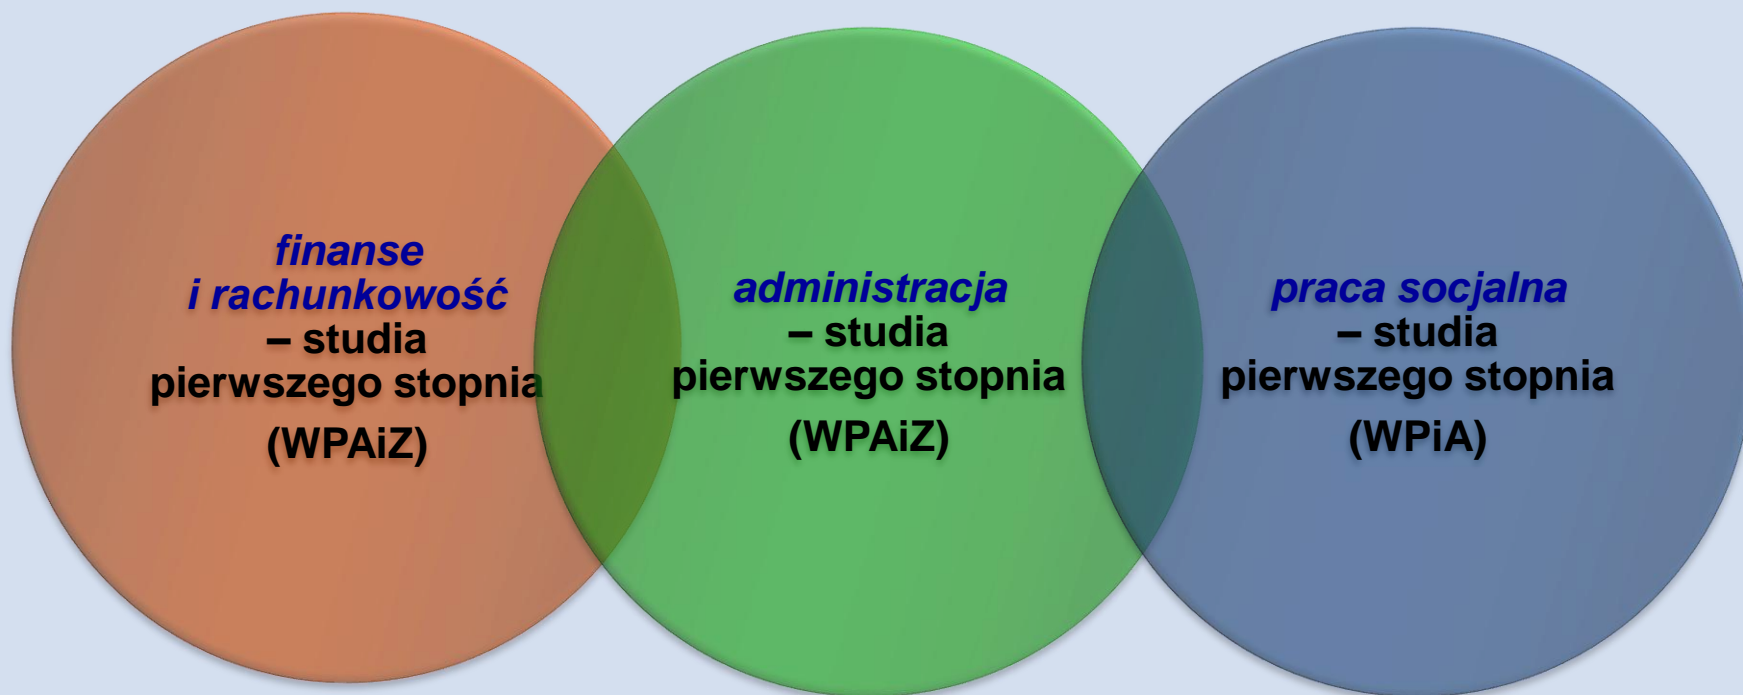 finanse
i rachunkowość
– studia
pierwszego stopnia
(WPAiZ)
administracja
– studia
pierwszego stopnia
(WPAiZ)
praca socjalna
– studia
pierwszego stopnia
(WPiA)